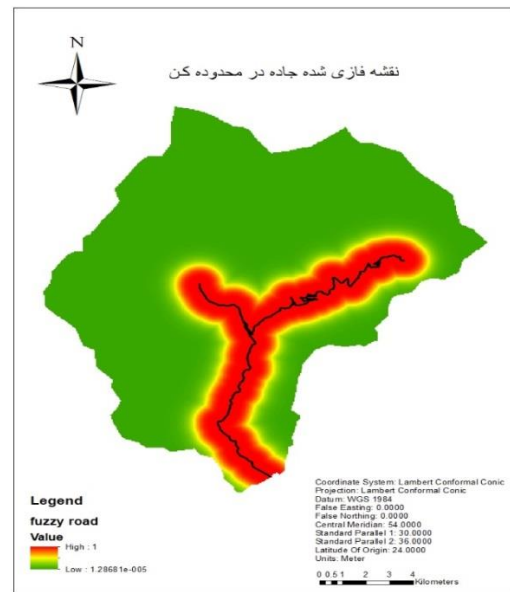 N
نقشه فازی شده جاده در محدوده کن
Legend
fuzzy road
Value
High : 1
Low : 1.28681e-005
Coordinate System: Lambert Conformal Conic
Projection: Lambert Conformal Conic
Datum: WGS 1984
False Easting: 0.0000
False Northing: 0.0000
Central Meridian: 54.0000
Standard Parallel 1: 30.0000
Standard Parallel 2: 36.0000
Latitude Of Origin: 24.0000
Units: Meter
0 0.5 1 2 3 4
Kilometers